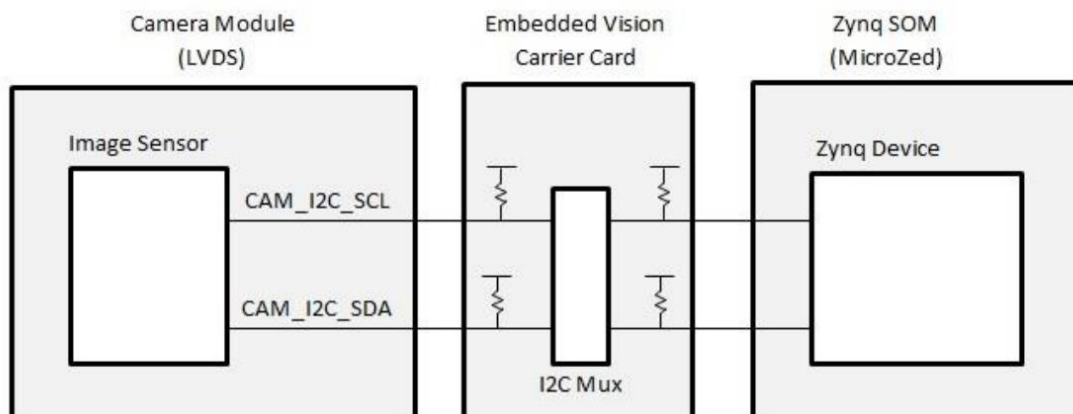 Camera Module
(LVDS)
Embedded Vision
Carrier Card
Zynq SOM
(MicroZed)
Image Sensor
Zynq Device
CAM_I2C_SCL
CAM_I2C_SDA
I2C Mux